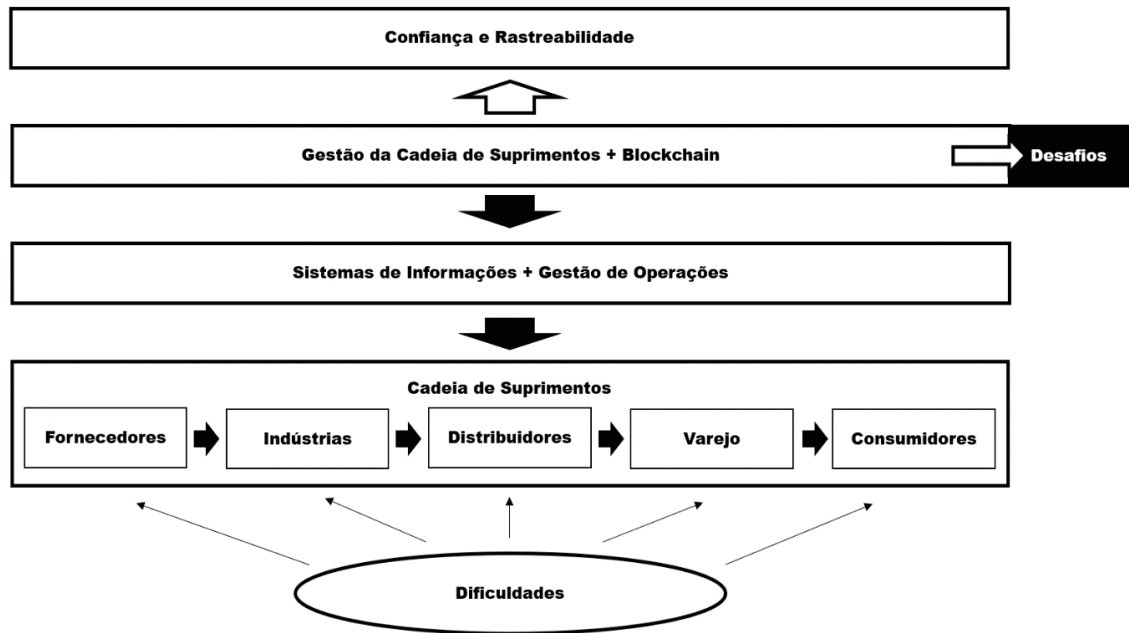 Confiança e Rastreabilidade
Gestão da Cadeia de Suprimentos + Blockchain
Desafios
Sistemas de Informações + Gestão de Operações
Cadeia de Suprimentos
Fornecedores
Indústrias
Distribuidores
Varejo
Consumidores
Dificuldades